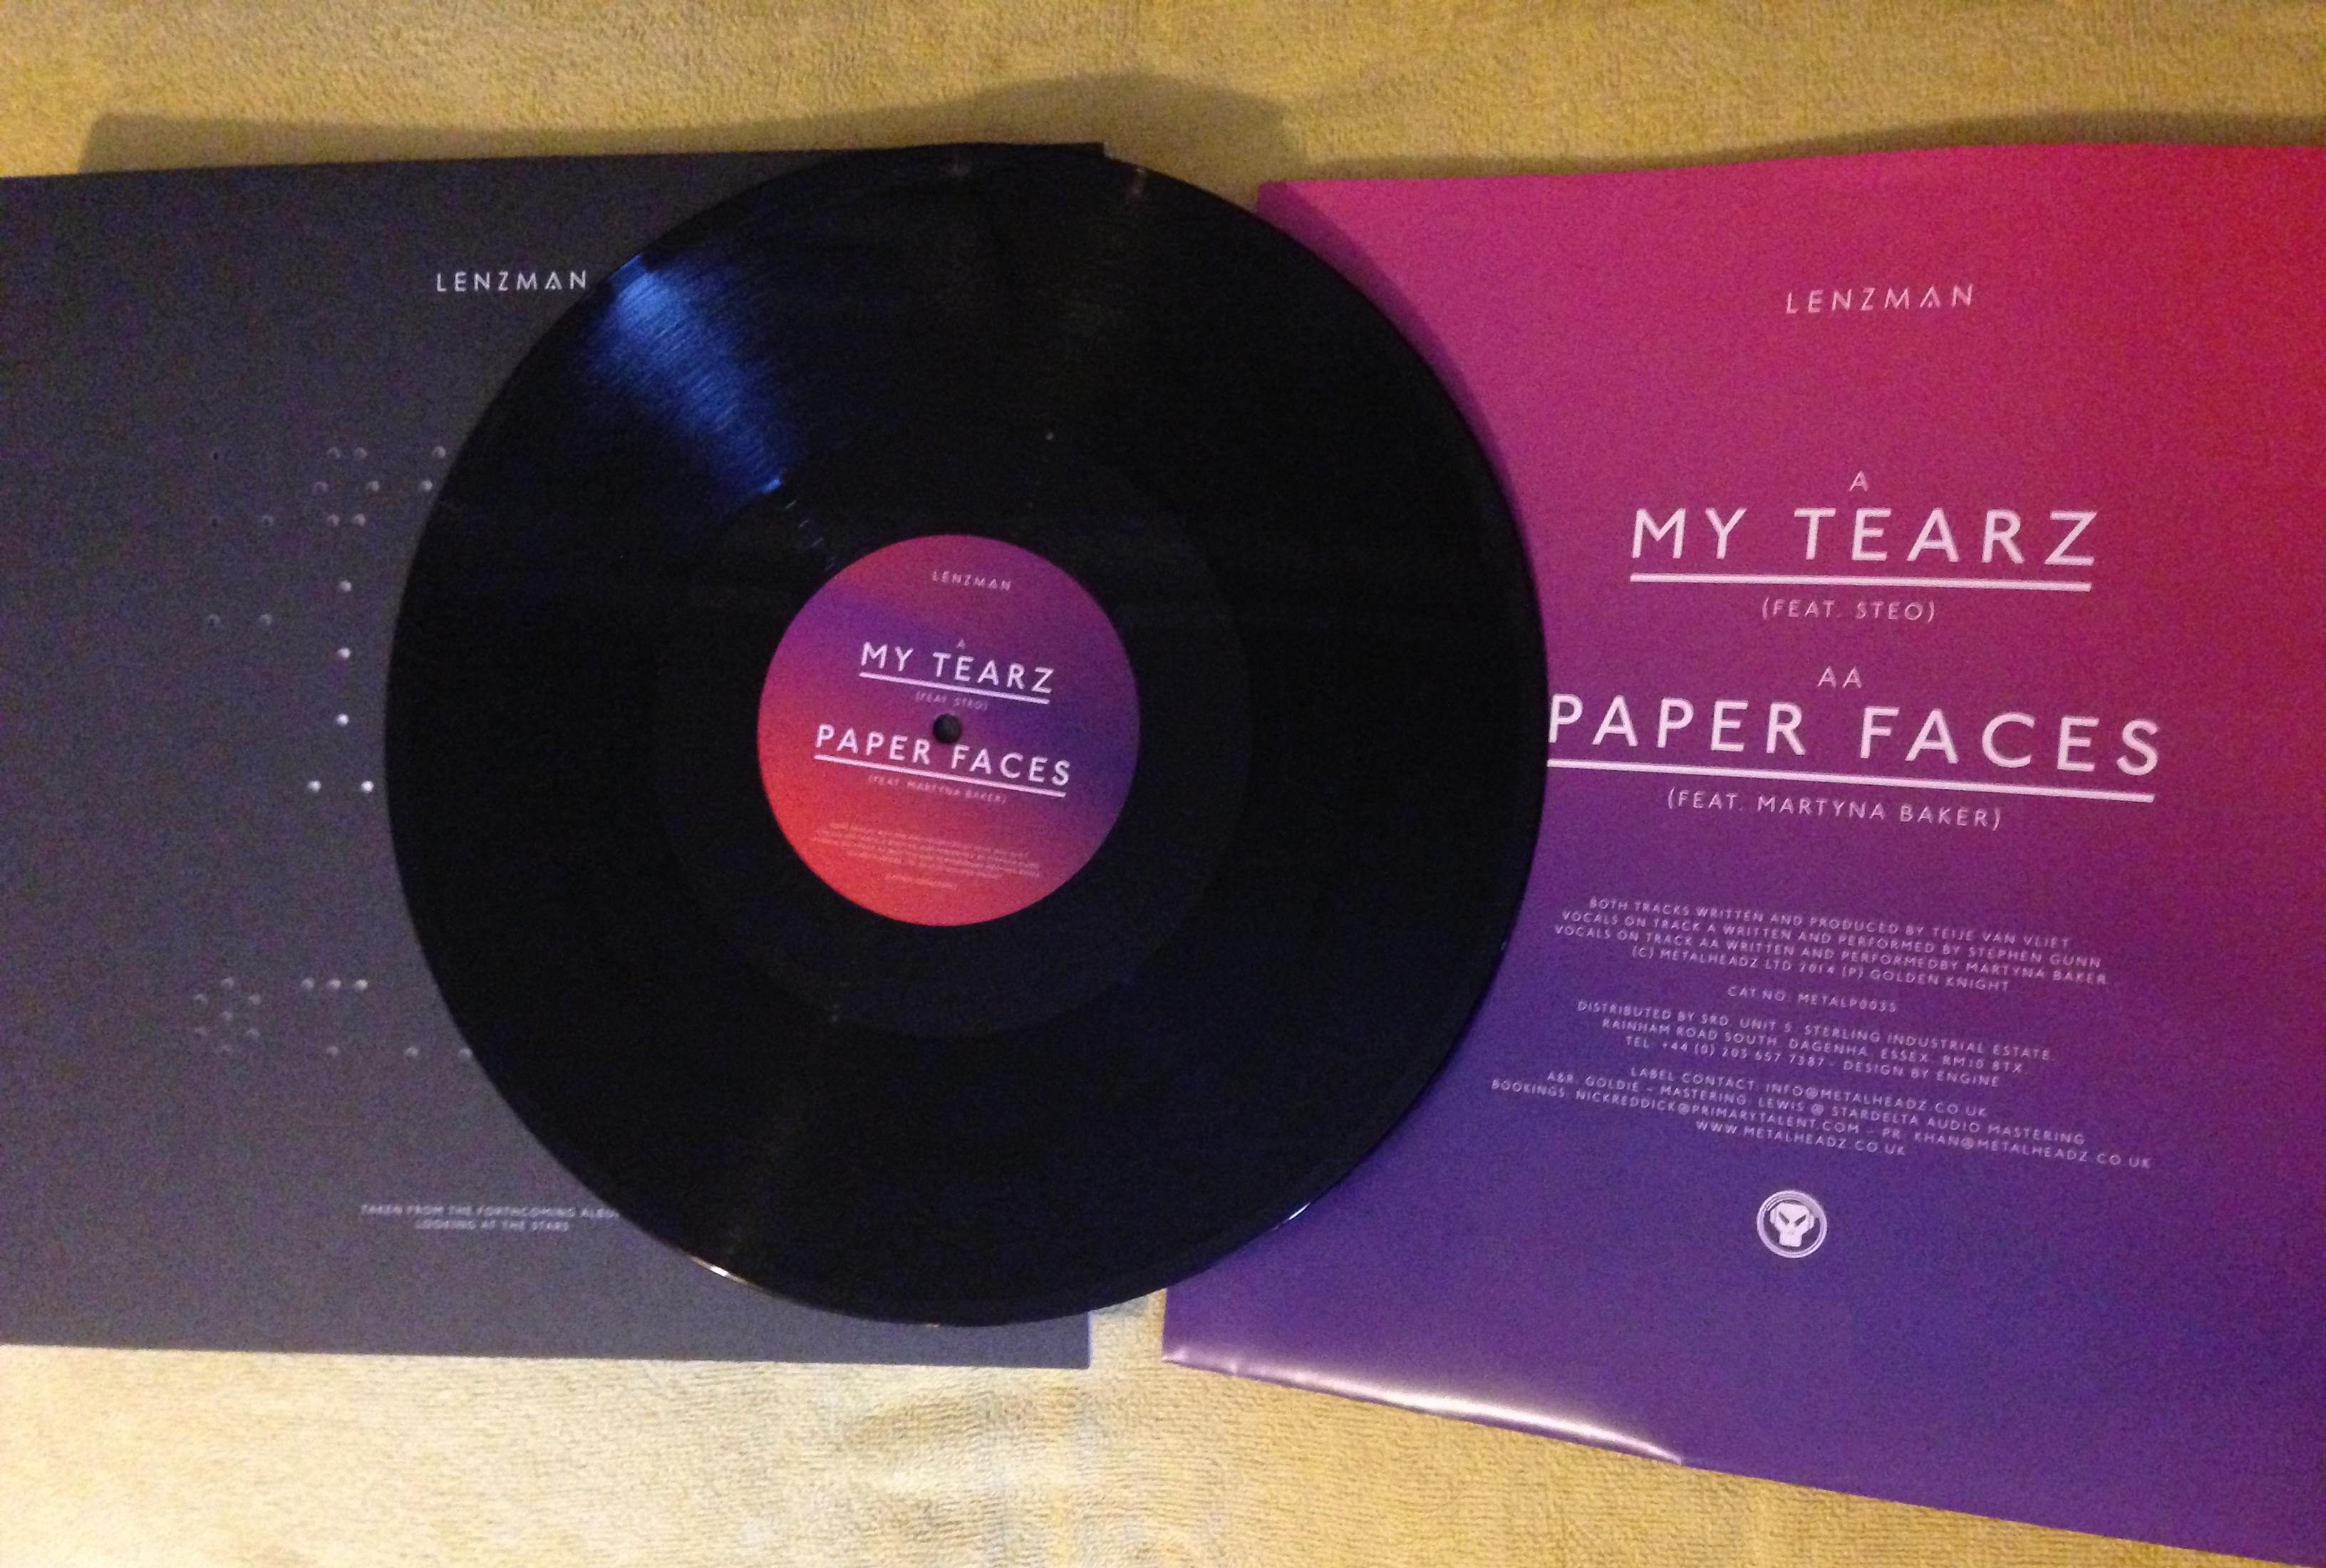 LENZMAN
TAKEN FROM THE FORTHCOMING
LOOKING AT THE STARS
LENZMAN
A
MY TEARZ
(FEAT. STEO)
PAPER FACES
(FEAT. MARTYNA BAKER)
LENZMAN
A
MY TEARZ
(FEAT. STEO)
AA
PAPER FACES
(FEAT. MARTYNA BAKER)
BOTH TRACKS WRITTEN AND PRODUCED BY TEIJE VAN VLIET
VOCALS ON TRACK A WRITTEN AND PERFORMED BY STEPHEN GUNN
VOCALS ON TRACK AA WRITTEN AND PERFORMEDBY MARTYNA BAKER
(C) METALHEADZ LTD 2014 (P) GOLDEN KNIGHT
CAT NO: METALP0035
DISTRIBUTED BY SRD, UNIT 5, STERLING INDUSTRIAL ESTATE
RAINHAM ROAD SOUTH, DAGENHA, ESSEX, RM10 8TX
TEL: +44 (0) 203 657 7387 - DESIGN BY ENGINE
LABEL CONTACT: INFO@METALHEADZ.CO.UK
A&R: GOLDIE - MASTERING: LEWIS @ STARDELTA AUDIO MASTERING
BOOKINGS: NICKREDDICK@PRIMARYTALENT.COM - PR: KHAN@METALHEADZ.CO.UK
WWW.METALHEADZ.CO.UK